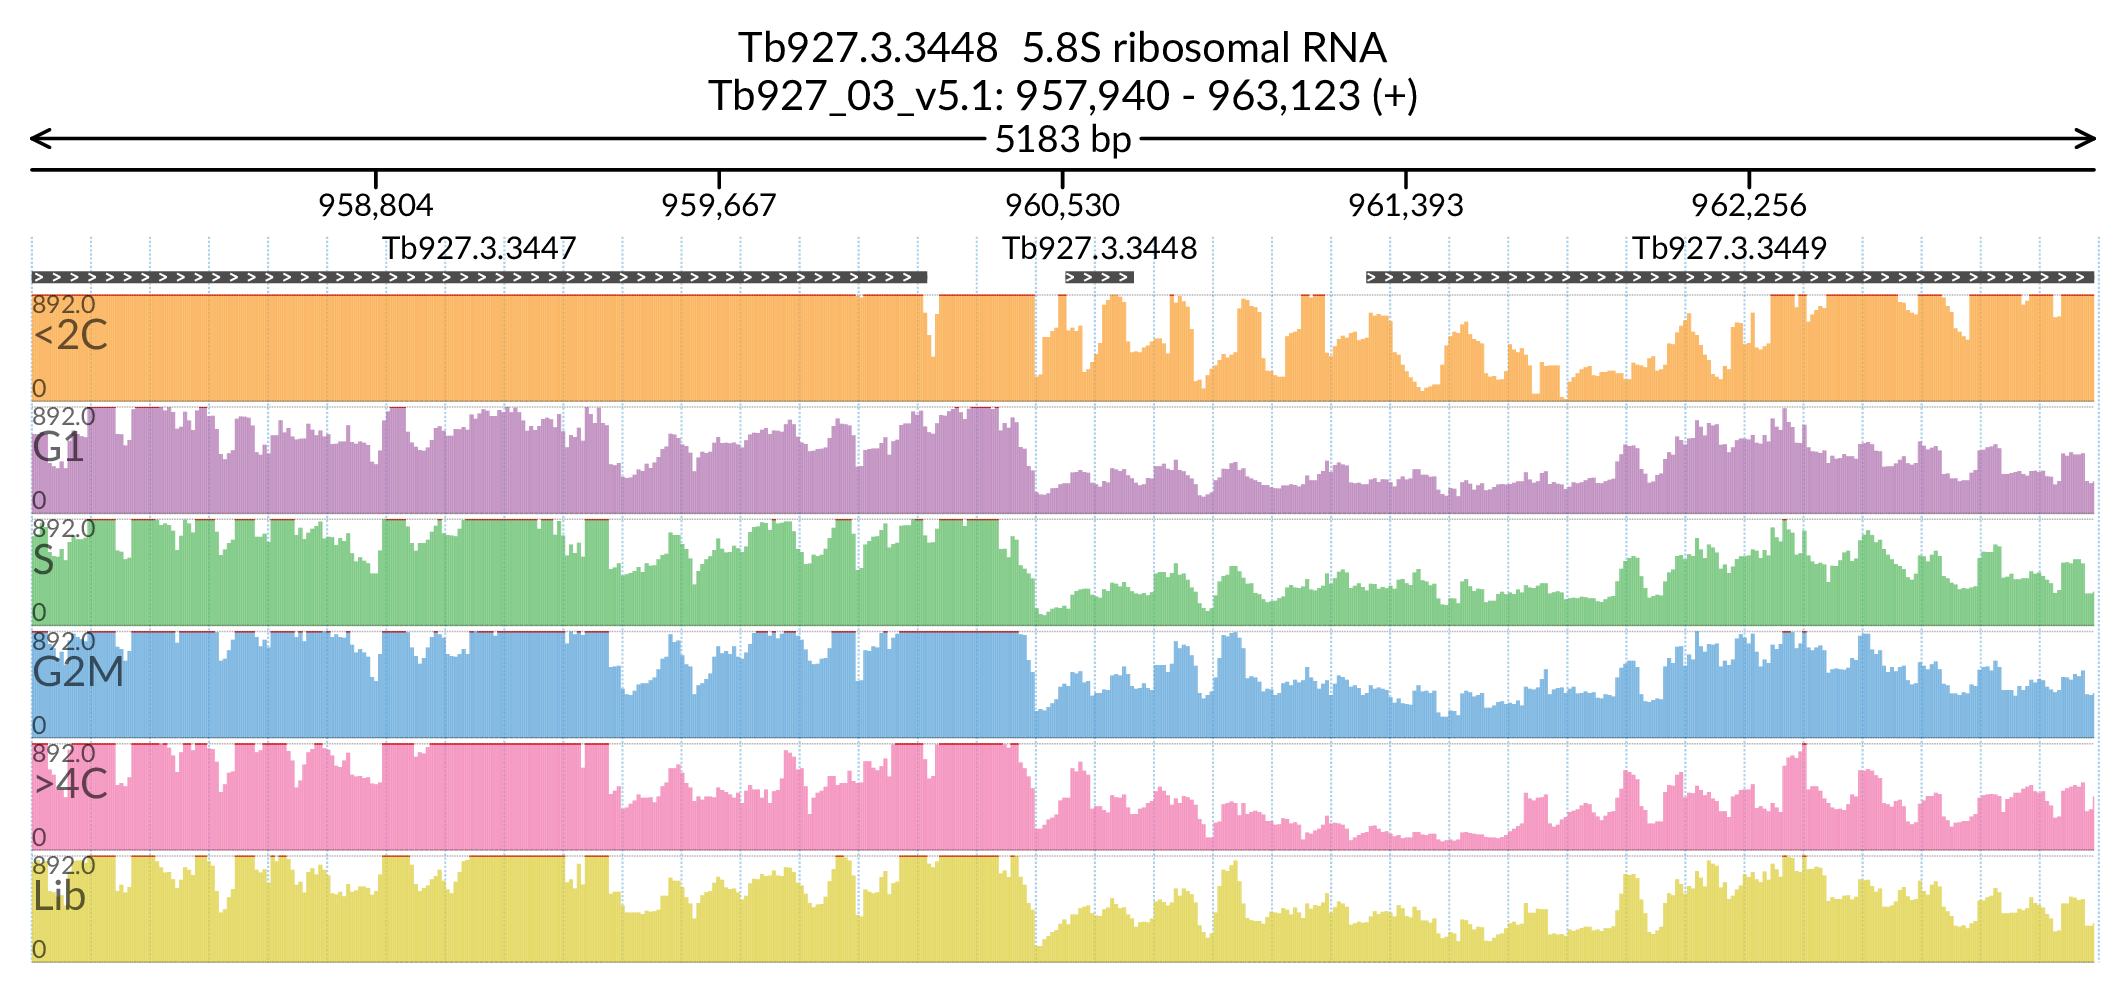 Tb927.3.3448  5.8S ribosomal RNA
Tb927_03_v5.1: 957,940 - 963,123 (+)
5183 bp
958,804 959,667 960,530 961,393 962,256
Tb927.3.3447 Tb927.3.3448 Tb927.3.3449
892.0
<2C
0
892.0
G1
0
892.0
S
0
892.0
G2M
0
892.0
>4C
0
892.0
Lib
0